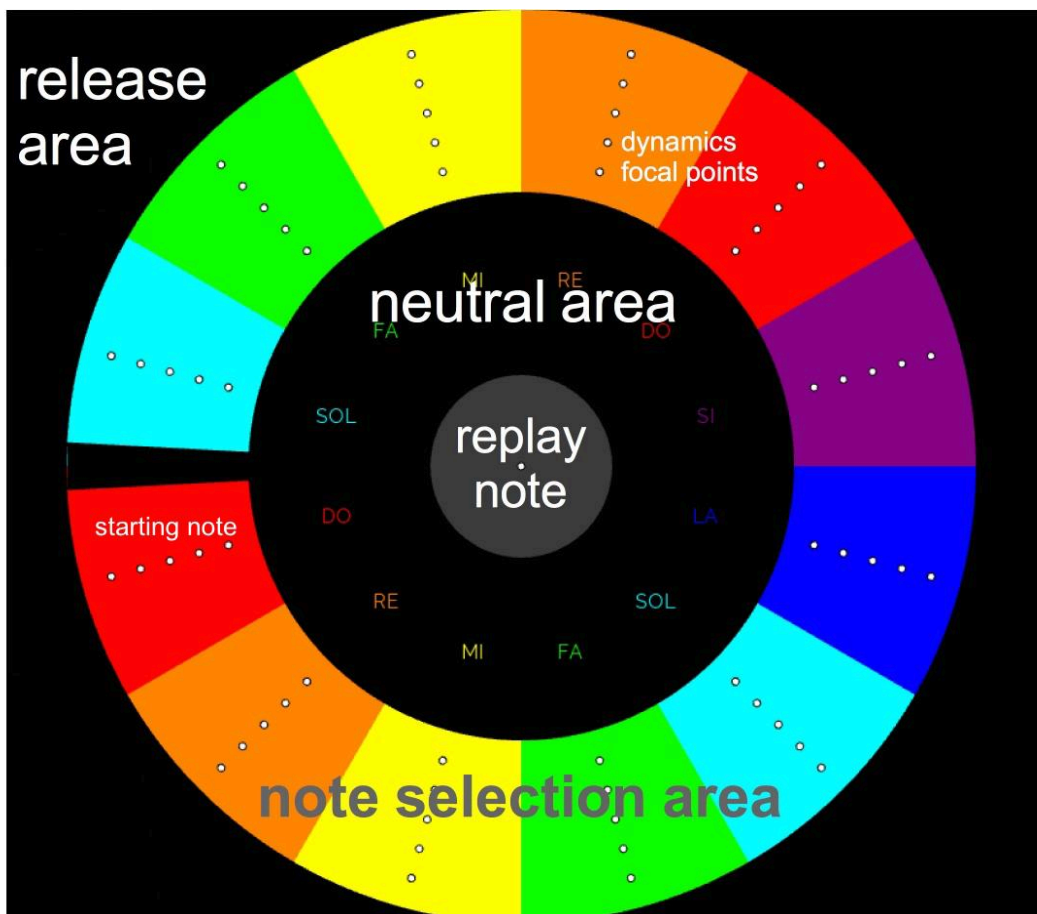 release
area
dynamics
focal points
MI RE
neutral area
FA DO
SOL SI
replay
note
DO LA
starting note
RE SOL
MI FA
note selection area